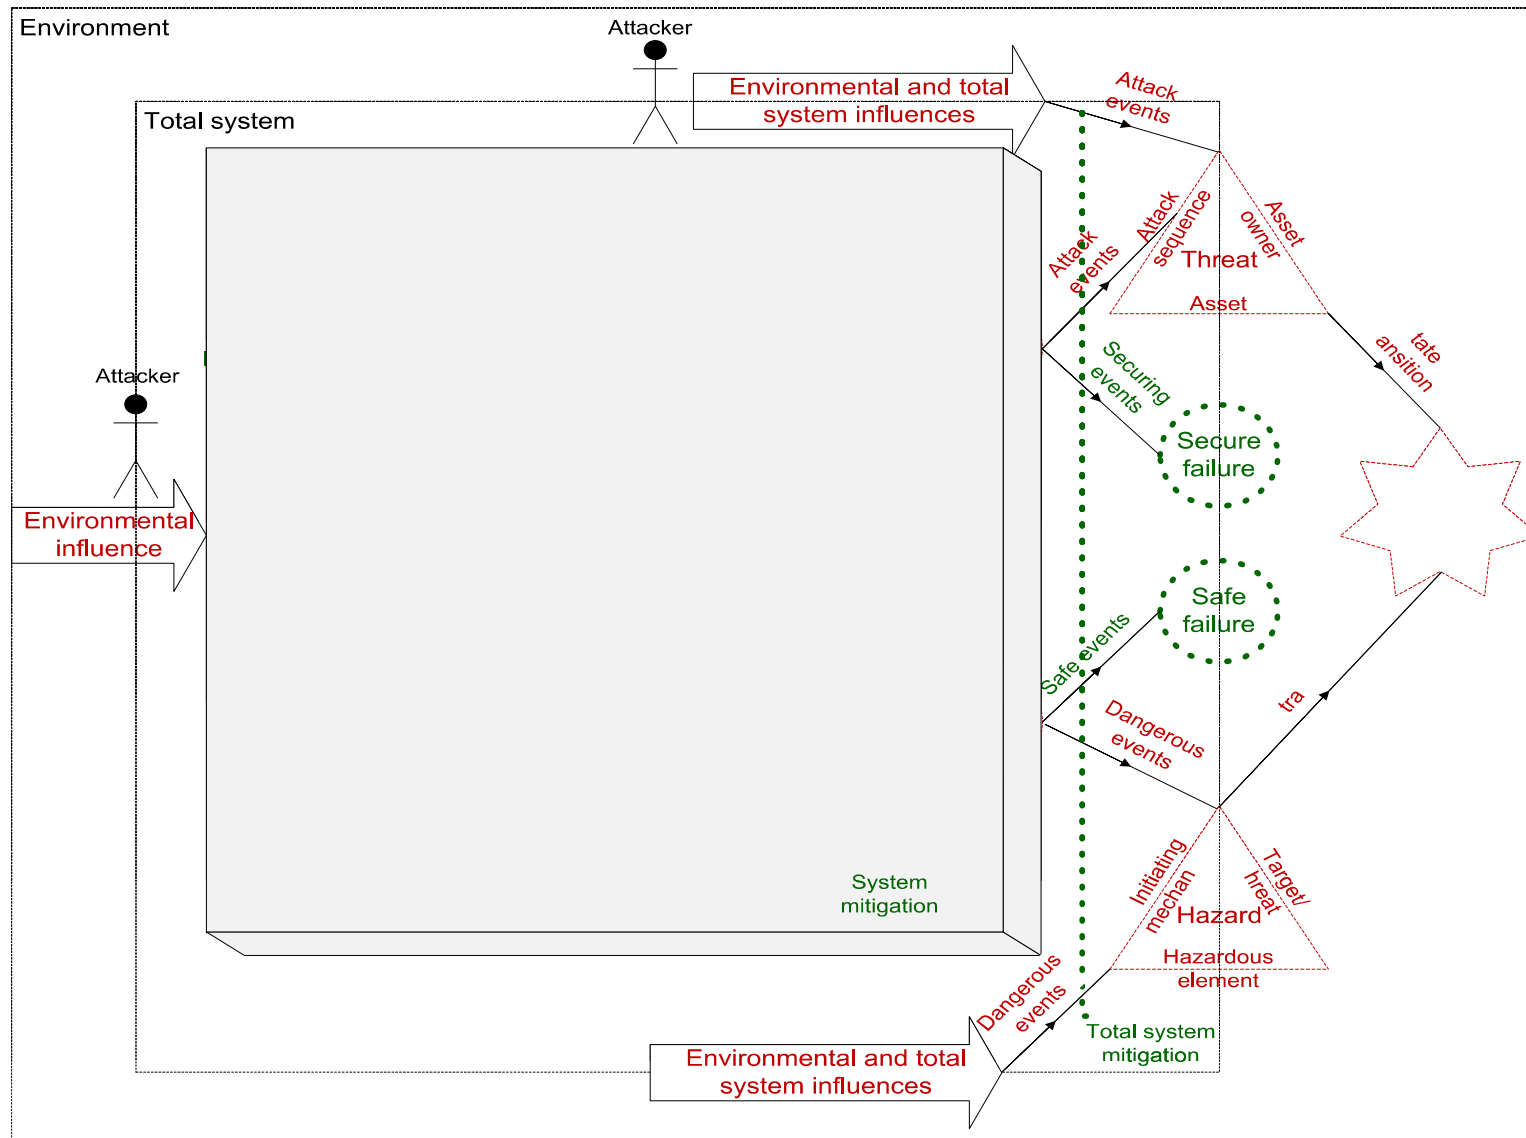 Environment
Attacker
Total system
Environmental and total
system influences
Attack
events
Attack
sequence
Asset
owner
Threat
Asset
Attack
events
Securing
events
tate
ansition
Attacker
Secure
failure
Environmental
influence
Safe
failure
Safe events
tra
Dangerous
events
System
mitigation
Initiating
mechan
Target/
hreat
Hazard
Hazardous
element
Dangerous
events
Total system
mitigation
Environmental and total
system influences